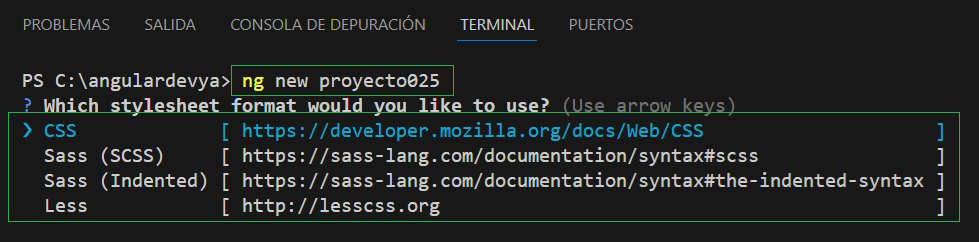 PROBLEMAS SALIDA CONSOLA DE DEPURACIÓN TERMINAL PUERTOS
PS C:\angulardevya> ng new proyecto025
? Which stylesheet format would you like to use? (Use arrow keys)
❯ CSS [ https://developer.mozilla.org/docs/Web/CSS ]
Sass (SCSS) [ https://sass-lang.com/documentation/syntax#scss ]
Sass (Indented) [ https://sass-lang.com/documentation/syntax#the-indented-syntax ]
Less [ http://lesscss.org ]